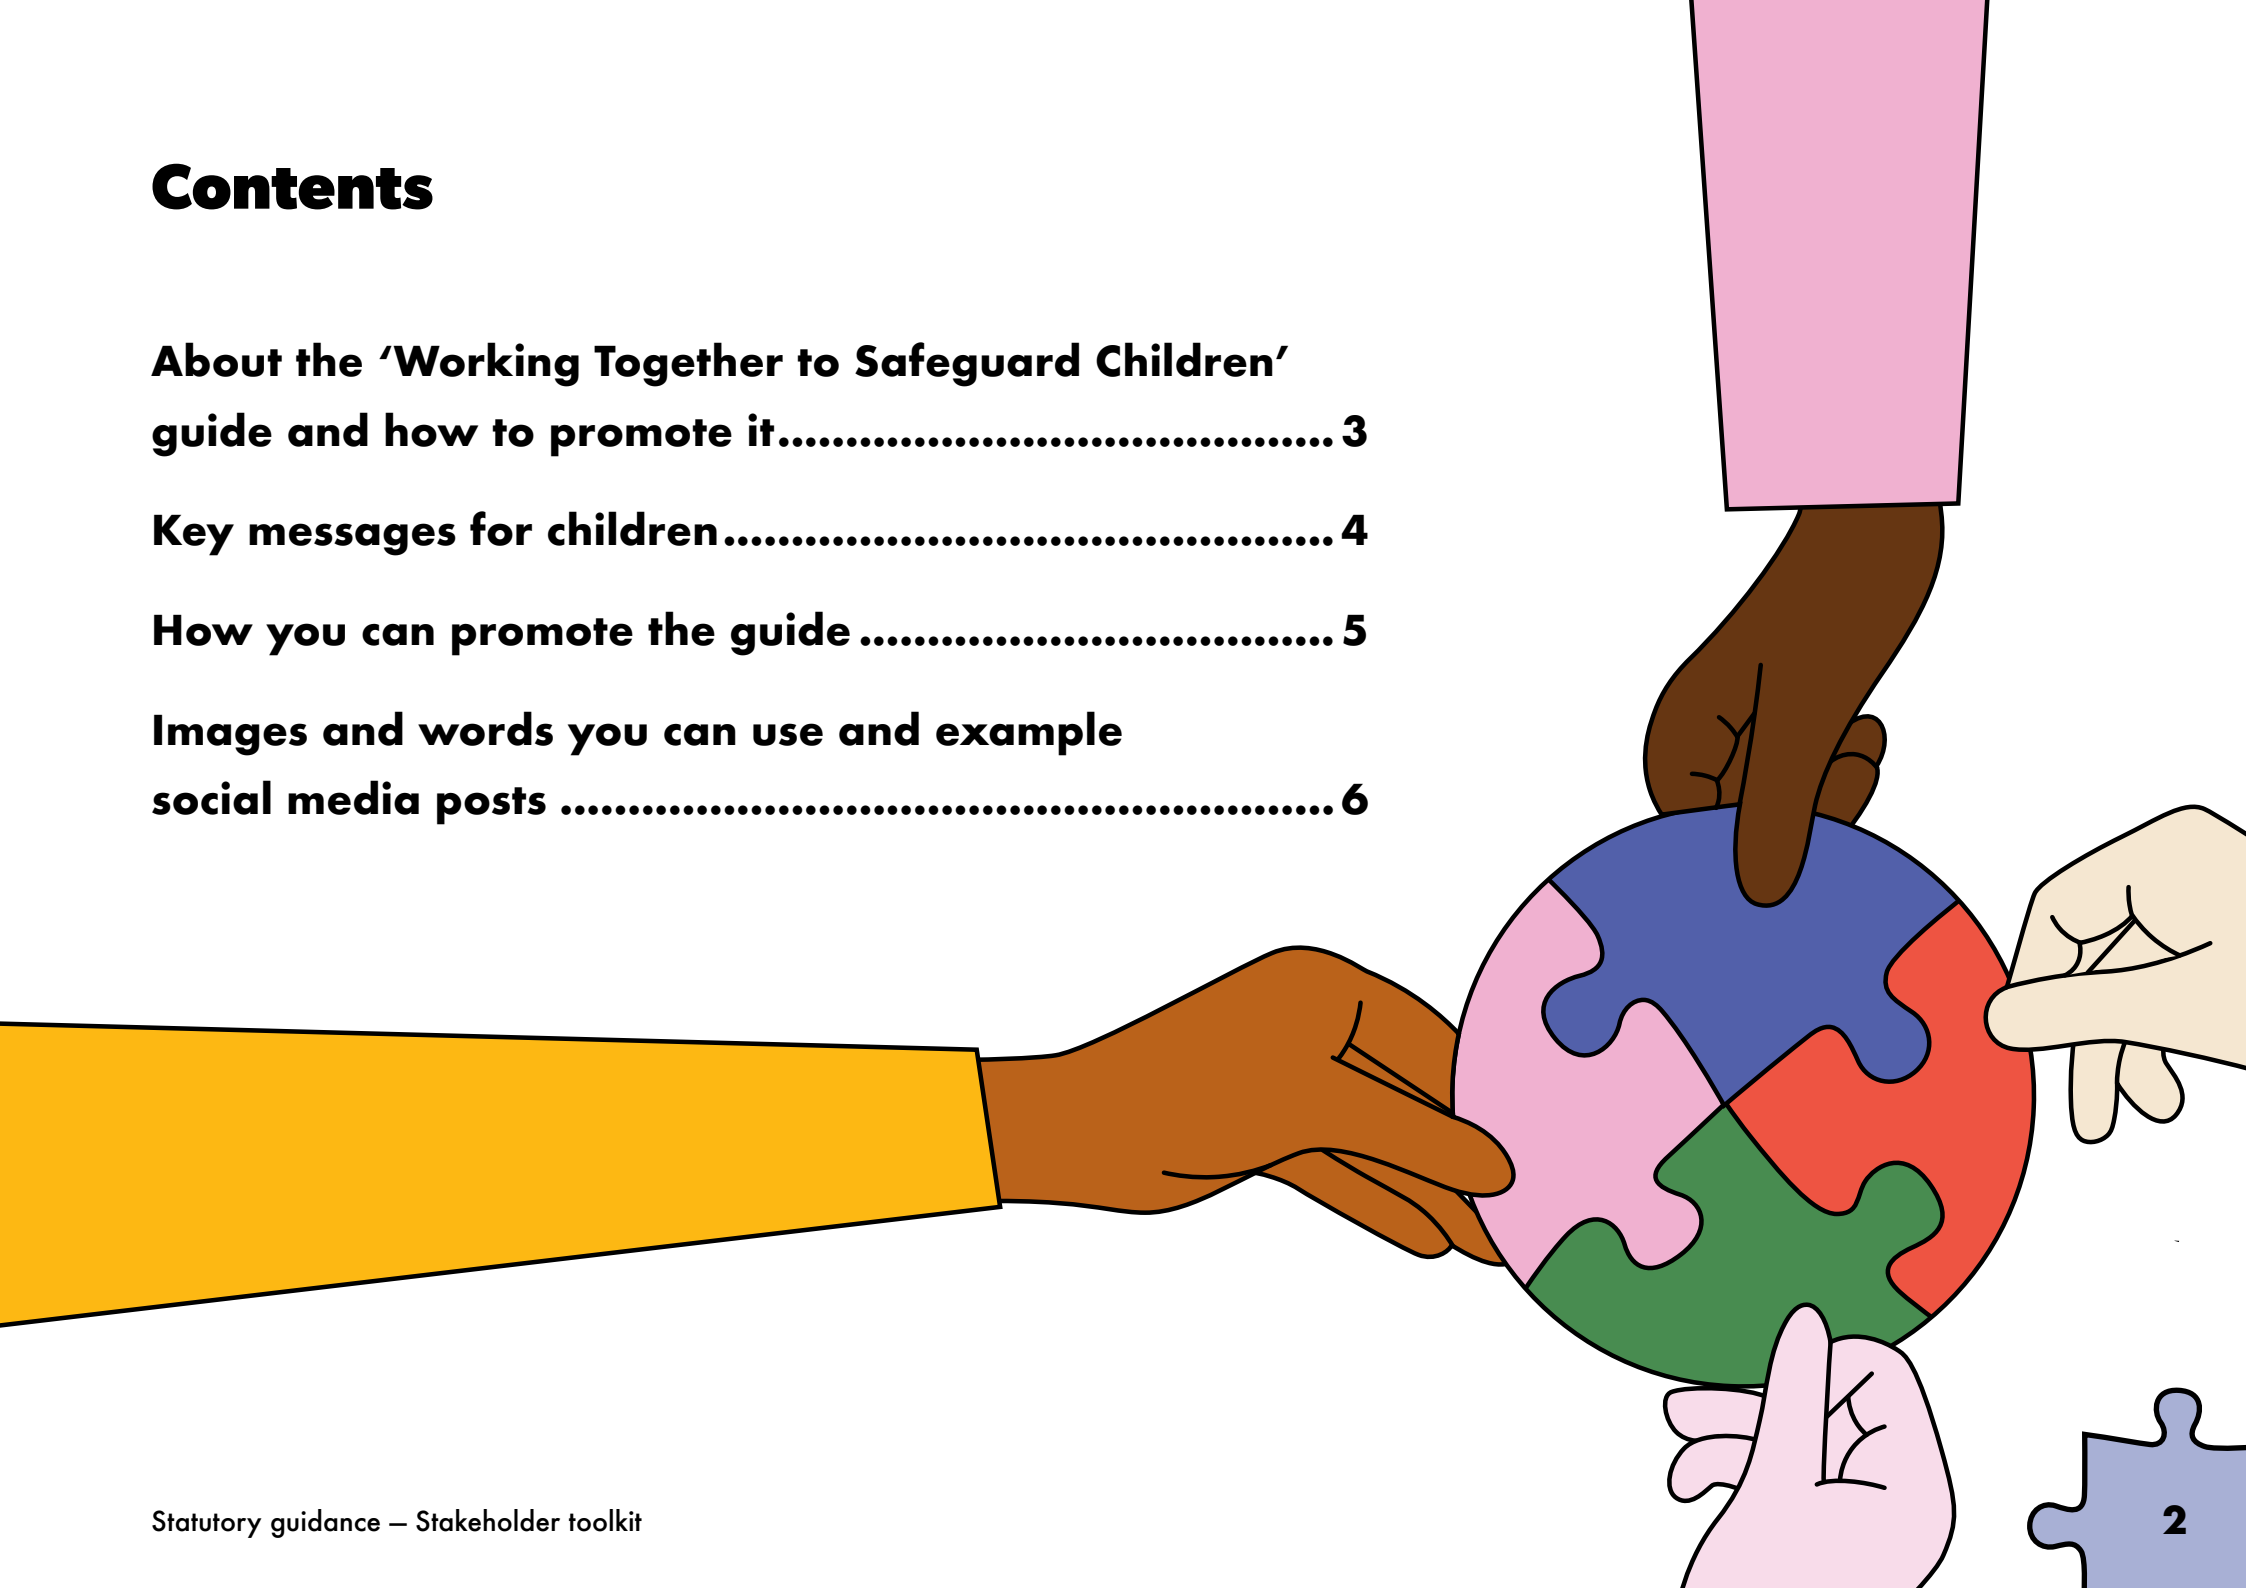 Contents
About the ‘Working Together to Safeguard Children’
guide and how to promote it.........................................3
Key messages for children.............................................4
How you can promote the guide...................................5
Images and words you can use and example
social media posts .........................................................6
Statutory guidance – Stakeholder toolkit
2